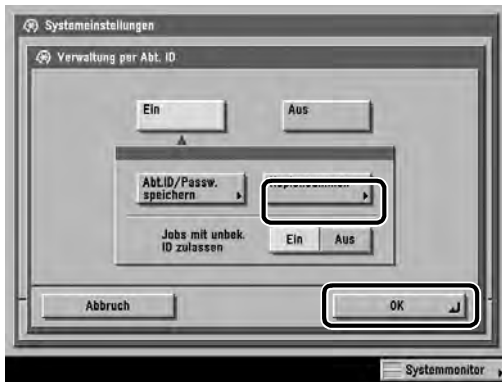 Systemeinstellungen
Verwaltung per Abt. ID
Ein
Aus
Abt.ID/Passw.
speichern
Jobs mit unbek.
ID zulassen
Ein
Aus
Abbruch
OK
Systemmonitor